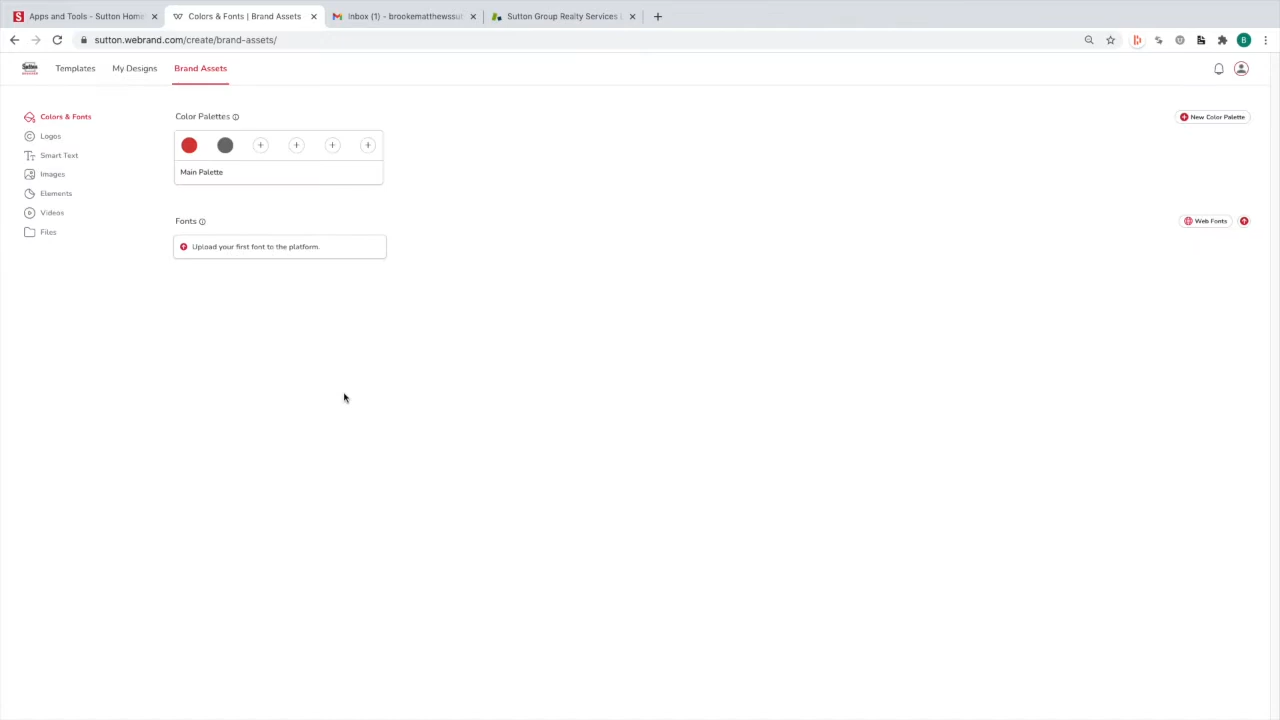 Apps and Tools - Sutton Home
Colors & Fonts | Brand Assets
Inbox (1) - brookematthewssu
Sutton Group Realty Services
sutton.webrand.com/create/brand-assets/
B
Sutton
Templates
My Designs
Brand Assets
Colors & Fonts
Logos
Smart Text
Images
Elements
Videos
Files
Color Palettes
New Color Palette
Main Palette
Fonts
Web Fonts
Upload your first font to the platform.